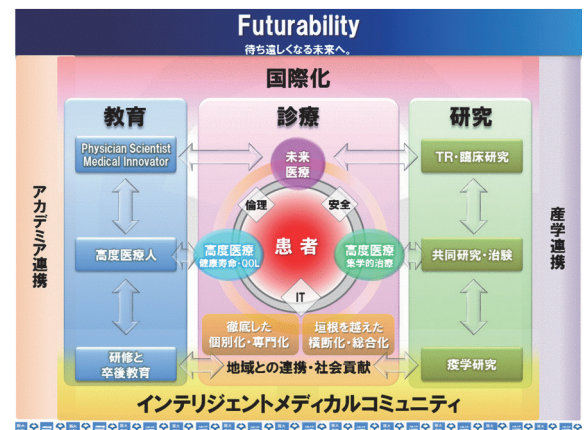 Futurability
待ち遠しくなる未来へ。
国際化
アカデミア連携
教育
Physician Scientist
Medical Innovator
高度医療人
研修と
卒後教育
診療
未来
医療
倫理
安全
患者
高度医療
健康寿命・QOL
高度医療
集学的治療
IT
徹底した
個別化・専門化
垣根を越えた
横断化・総合化
地域との連携・社会貢献
研究
TR・臨床研究
共同研究・治験
疫学研究
産学連携
インテリジェントメディカルコミュニティ